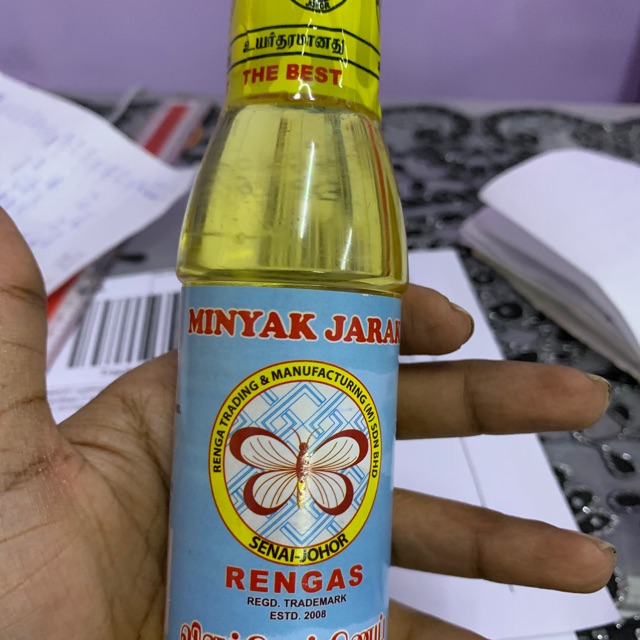 உயர்தரமானது
THE BEST
MINYAK JARAK
RENGA TRADING & MANUFACTURING (M) SDN BHD
SENAI-JOHOR
RENGAS
REGD. TRADEMARK
ESTD. 2008